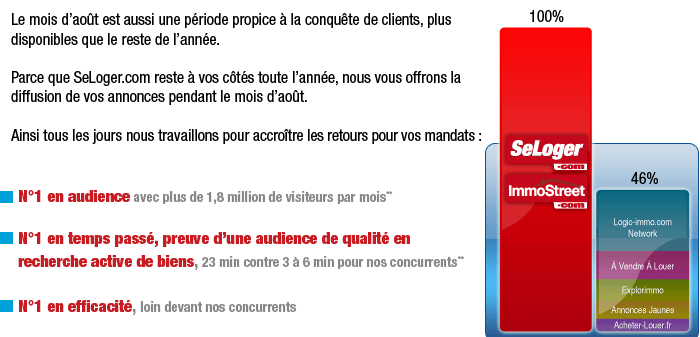 Le mois d'août est aussi une période propice à la conquête de clients, plus
disponibles que le reste de l'année.
Parce que SeLoger.com reste à vos côtés toute l'année, nous vous offrons la
diffusion de vos annonces pendant le mois d'août.
Ainsi tous les jours nous travaillons pour accroître les retours pour vos mandats :
N°1 en audience avec plus de 1,8 million de visiteurs par mois**
N°1 en temps passé, preuve d'une audience de qualité en
recherche active de biens, 23 min contre 3 à 6 min pour nos concurrents**
N°1 en efficacité, loin devant nos concurrents
100%
SeLoger
.com
ImmoStreet
.com
46%
Logic-immo.com
Network
À Vendre À Louer
Explorimmo
Annonces Jaunes
Acheter-Louer.fr